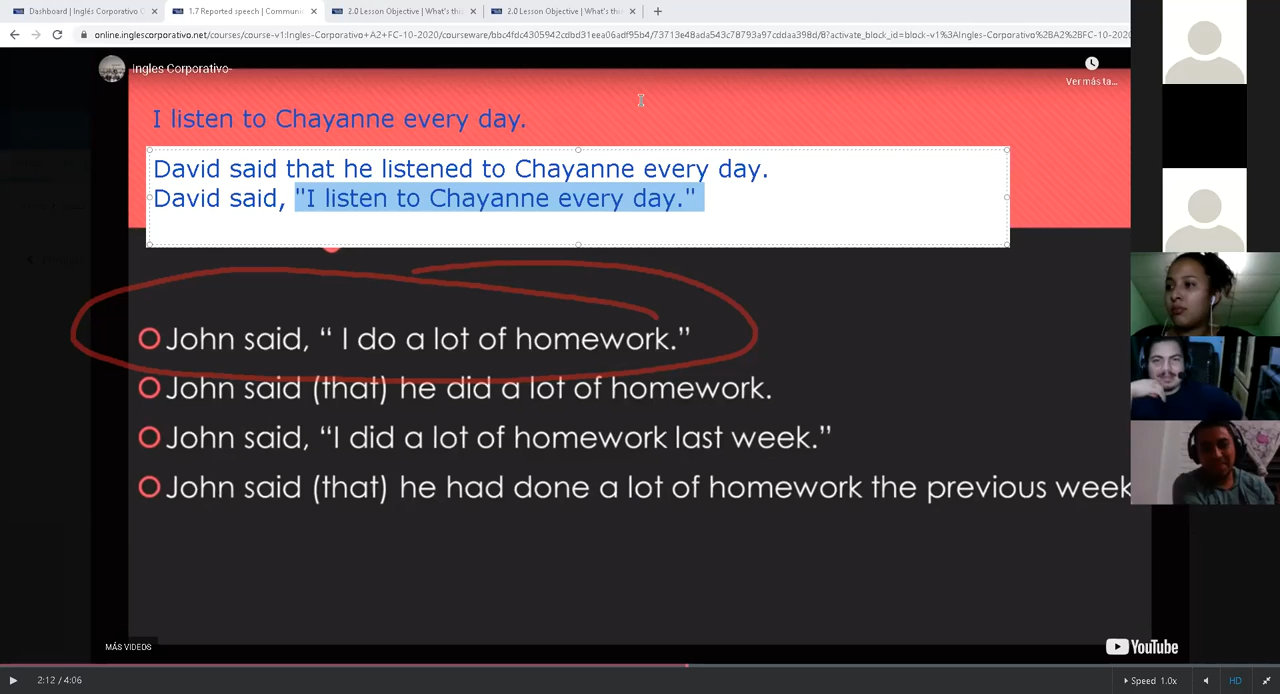 Dashboard | Inglés Corporativo C
1.7 Reported speech | Commun
2.0 Lesson Objective | What's thi
2.0 Lesson Objective | What's thi
online.inglescorporativo.net/courses/course-v1:Ingles-Corporativo+A2+FC-10-2020/courseware/bbc4fdc4305942cdbd31eea06adf95b4/73713e48ada543c78793a97cddaa398d/8?activate_block_id=block-v1%3AIngles-Corporativo%2BA2%2BFC-10-2020
Ingles Corporativo-
Ver más ta...
I listen to Chayanne every day.
David said that he listened to Chayanne every day.
David said, "I listen to Chayanne every day."
John said, “ I do a lot of homework.”
John said (that) he did a lot of homework.
John said, “I did a lot of homework last week.”
John said (that) he had done a lot of homework the previous week
MÁS VIDEOS
YouTube
2:12 / 4:06
Speed 1.0x
HD